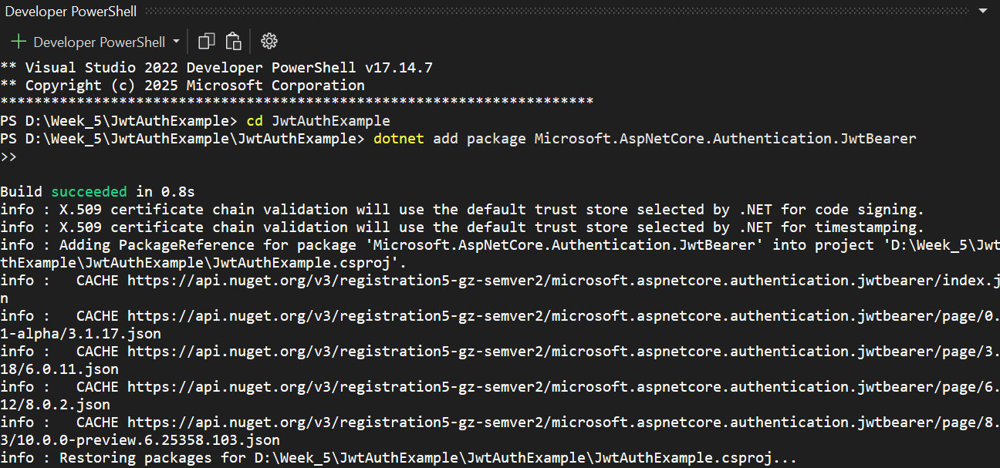 Developer PowerShell
Developer PowerShell
** Visual Studio 2022 Developer PowerShell v17.14.7
** Copyright (c) 2025 Microsoft Corporation
**********************************************************************
PS D:\Week_5\JwtAuthExample> cd JwtAuthExample
PS D:\Week_5\JwtAuthExample\JwtAuthExample> dotnet add package Microsoft.AspNetCore.Authentication.JwtBearer
>>
Build succeeded in 0.8s
info : X.509 certificate chain validation will use the default trust store selected by .NET for code signing.
info : X.509 certificate chain validation will use the default trust store selected by .NET for timestamping.
info : Adding PackageReference for package 'Microsoft.AspNetCore.Authentication.JwtBearer' into project 'D:\Week_5\Jwt
thExample\JwtAuthExample\JwtAuthExample.csproj'.
info :   CACHE https://api.nuget.org/v3/registration5-gz-semver2/microsoft.aspnetcore.authentication.jwtbearer/index.j
n
info :   CACHE https://api.nuget.org/v3/registration5-gz-semver2/microsoft.aspnetcore.authentication.jwtbearer/page/0.
1-alpha/3.1.17.json
info :   CACHE https://api.nuget.org/v3/registration5-gz-semver2/microsoft.aspnetcore.authentication.jwtbearer/page/3.
18/6.0.11.json
info :   CACHE https://api.nuget.org/v3/registration5-gz-semver2/microsoft.aspnetcore.authentication.jwtbearer/page/6.
12/8.0.2.json
info :   CACHE https://api.nuget.org/v3/registration5-gz-semver2/microsoft.aspnetcore.authentication.jwtbearer/page/8.
3/10.0.0-preview.6.25358.103.json
info : Restoring packages for D:\Week_5\JwtAuthExample\JwtAuthExample\JwtAuthExample.csproj...